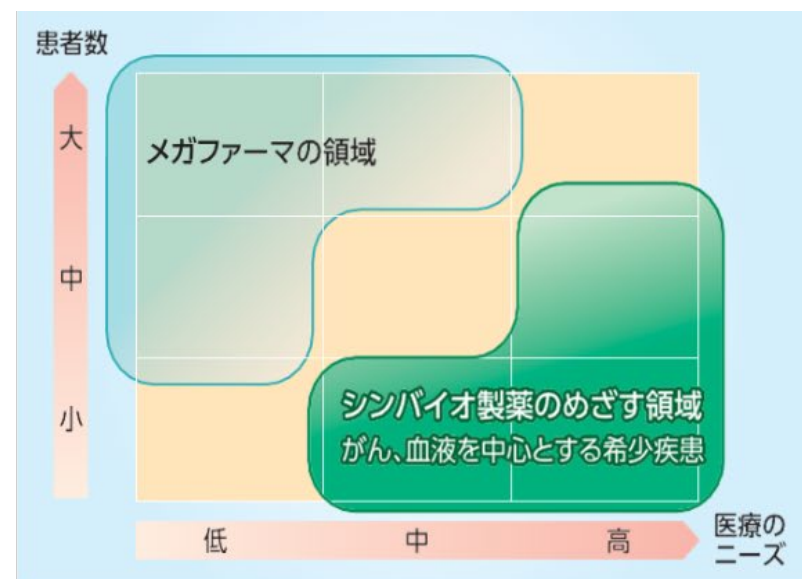 患者数
大
メガファーマの領域
中
小
シンバイオ製薬のめざす領域
がん、血液を中心とする希少疾患
低
中
高
医療の
ニーズ